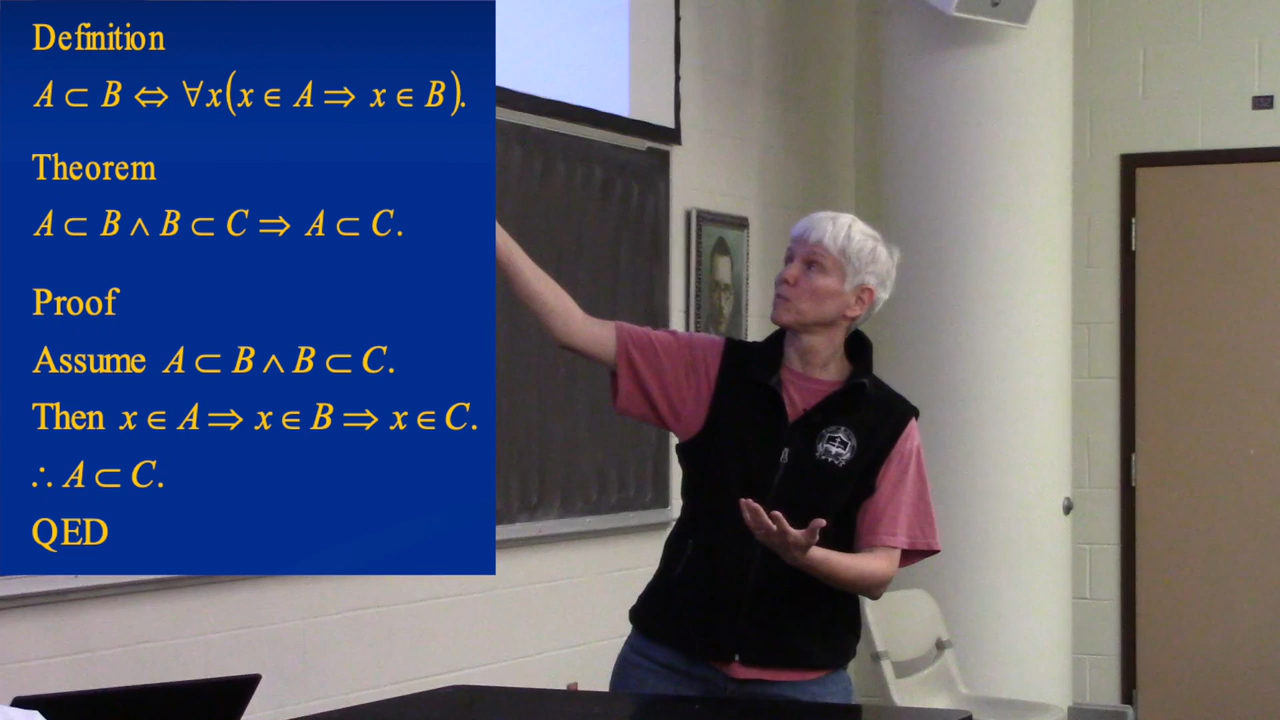 Definition
A ⊂ B ⇔ ∀x(x ∈ A ⇒ x ∈ B).
Theorem
A ⊂ B ∧ B ⊂ C ⇒ A ⊂ C.
Proof
Assume A ⊂ B ∧ B ⊂ C.
Then x ∈ A ⇒ x ∈ B ⇒ x ∈ C.
∴ A ⊂ C.
QED